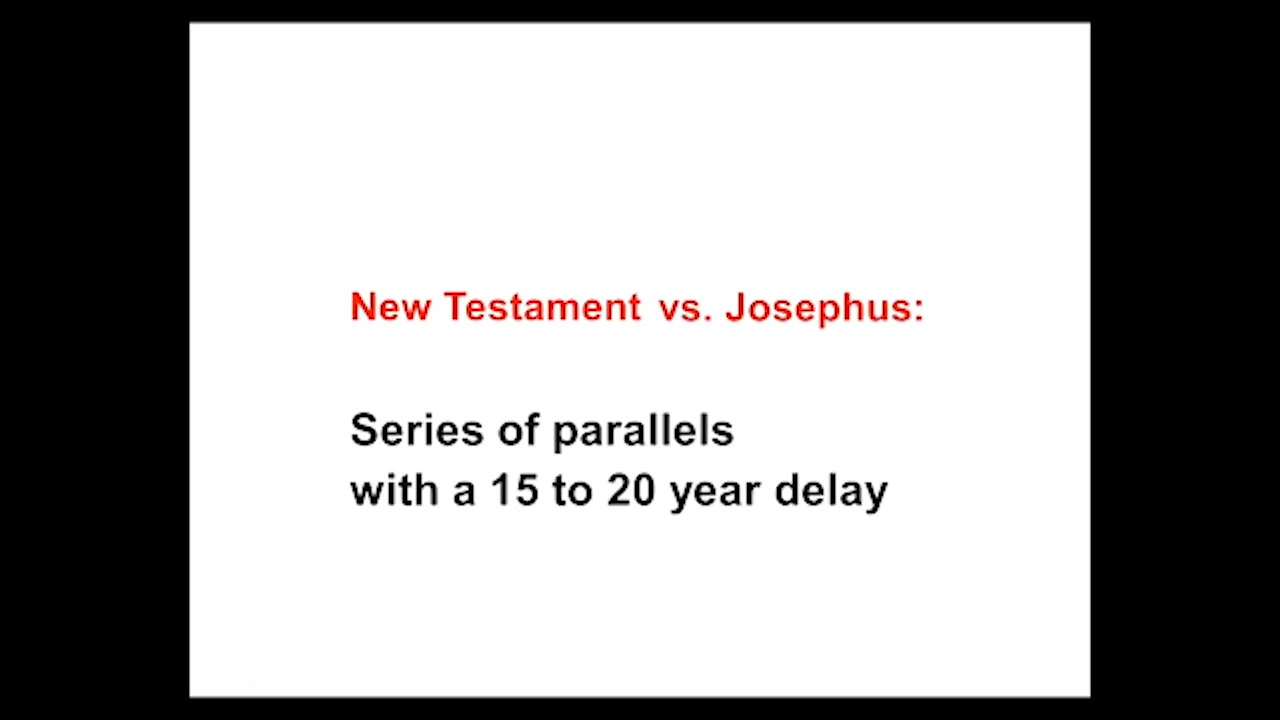 New Testament vs. Josephus:
Series of parallels
with a 15 to 20 year delay